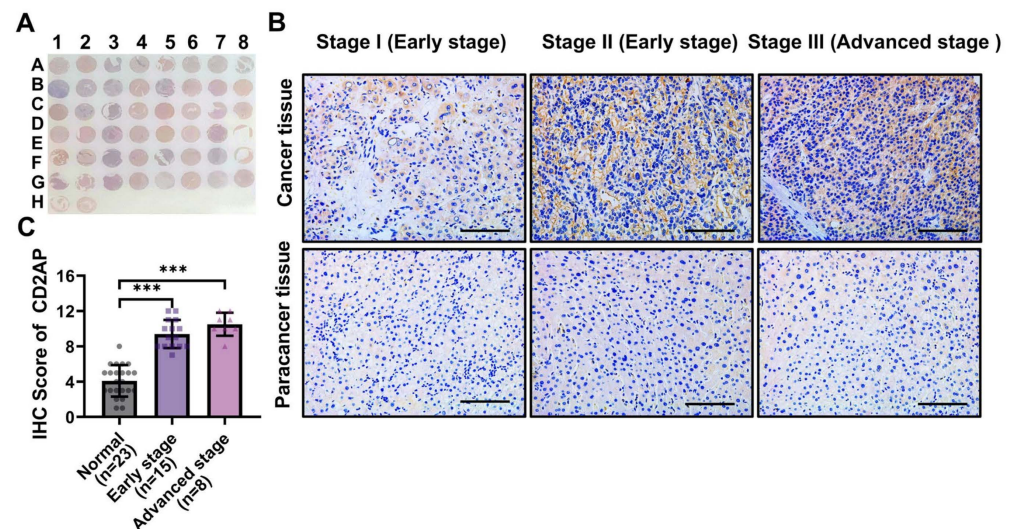 A
1 2 3 4 5 6 7 8
A
B
C
D
E
F
G
H
B
Stage I (Early stage) Stage II (Early stage) Stage III (Advanced stage )
Cancer tissue
Paracancer tissue
C
IHC Score of CD2AP
16
12
8
4
0
***
***
Normal
(n=23)
Early stage
(n=15)
Advanced stage
(n=8)